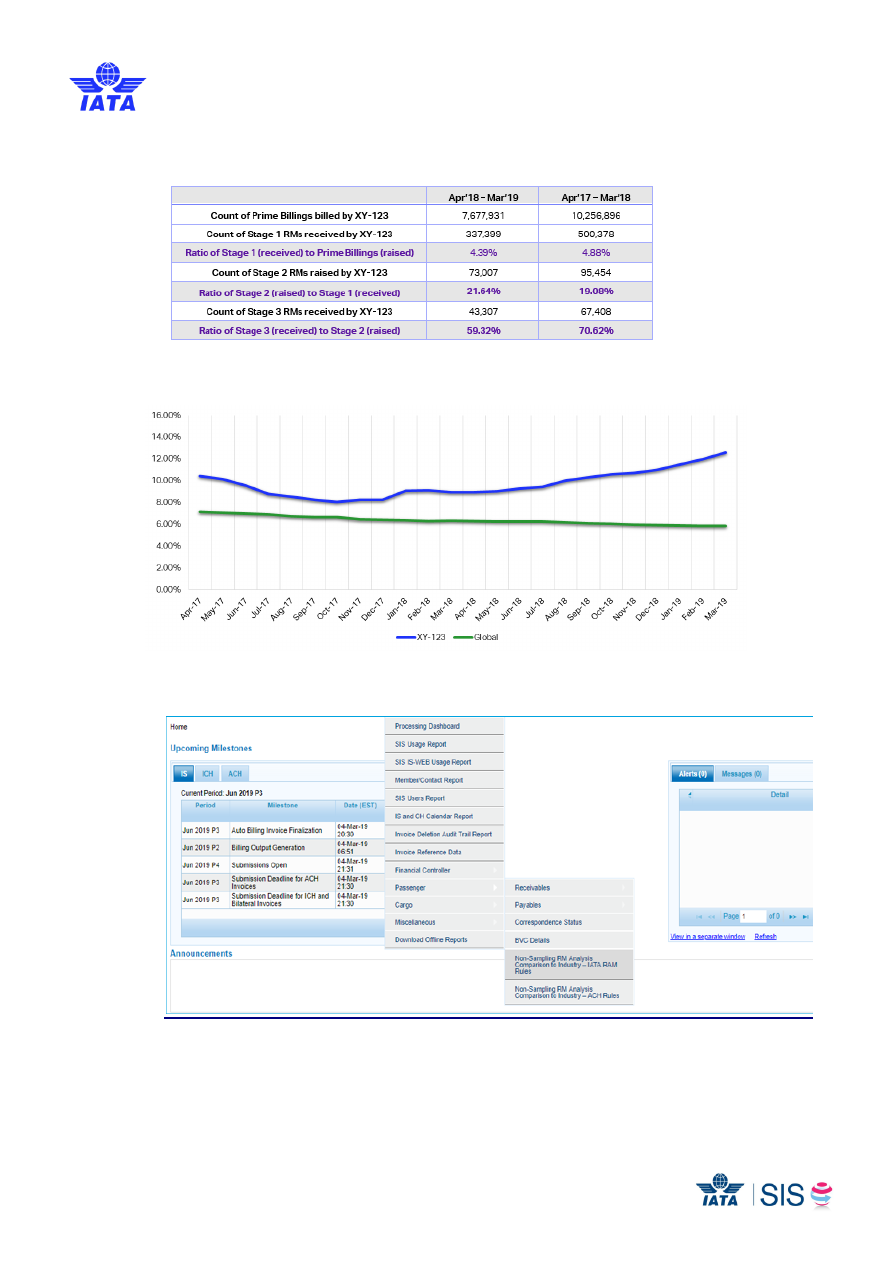 IATA
Apr'18 – Mar'19 Apr'17 – Mar'18
Count of Prime Billings billed by XY-123 7,677,931 10,256,896
Count of Stage 1 RMs received by XY-123 337,399 500,378
Ratio of Stage 1 (received) to Prime Billings (raised) 4.39% 4.88%
Count of Stage 2 RMs raised by XY-123 73,007 95,454
Ratio of Stage 2 (raised) to Stage 1 (received) 21.64% 19.08%
Count of Stage 3 RMs received by XY-123 43,307 67,408
Ratio of Stage 3 (received) to Stage 2 (raised) 59.32% 70.62%
16.00%
14.00%
12.00%
10.00%
8.00%
6.00%
4.00%
2.00%
0.00%
Apr-17 May-17 Jun-17 Jul-17 Aug-17 Sep-17 Oct-17 Nov-17 Dec-17 Jan-18 Feb-18 Mar-18 Apr-18 May-18 Jun-18 Jul-18 Aug-18 Sep-18 Oct-18 Nov-18 Dec-18 Jan-19 Feb-19 Mar-19
XY-123 Global
Home
Upcoming Milestones
IS ICH ACH
Current Period: Jun 2019 P3
Period Milestone Date (EST)
Jun 2019 P3 Auto Billing Invoice Finalization 04-Mar-19 20:30
Jun 2019 P2 Billing Output Generation 04-Mar-19 06:51
Jun 2019 P4 Submissions Open 04-Mar-19 21:31
Jun 2019 P3 Submission Deadline for ACH Invoices 04-Mar-19 21:30
Jun 2019 P3 Submission Deadline for ICH and Bilateral Invoices 04-Mar-19 21:30
Announcements
Processing Dashboard
SIS Usage Report
SIS IS-WEB Usage Report
Member/Contact Report
SIS Users Report
IS and CH Calendar Report
Invoice Deletion Audit Trail Report
Invoice Reference Data
Financial Controller
Passenger
Cargo
Miscellaneous
Download Offline Reports
Receivables
Payables
Correspondence Status
BVC Details
Non-Sampling RM Analysis
Comparison to Industry – IATA RAM
Rules
Non-Sampling RM Analysis
Comparison to Industry – ACH Rules
Alerts (0) Messages (0)
Detail
Page 1 of 0
View in a separate window Refresh
IATA SIS